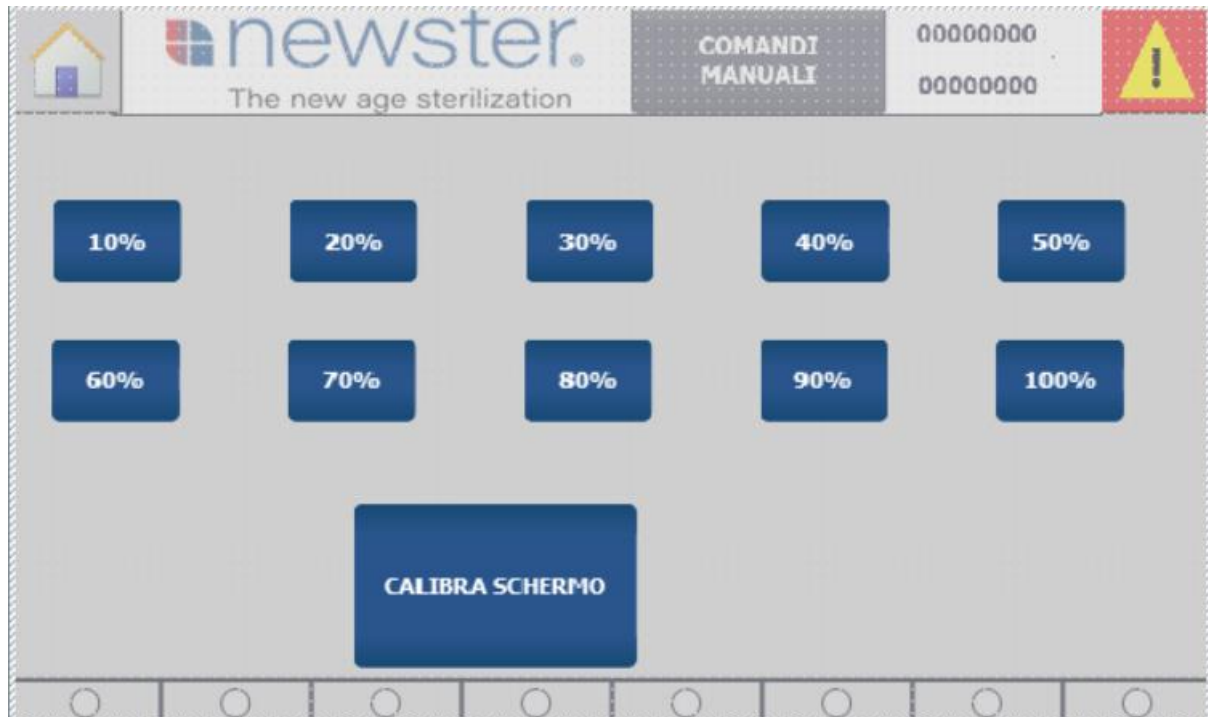 newster.
The new age sterilization
COMANDI
MANUALI
00000000
00000000
!
10% 20% 30% 40% 50%
60% 70% 80% 90% 100%
CALIBRA SCHERMO